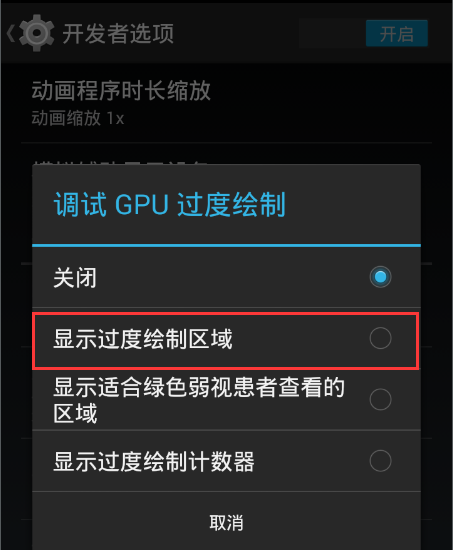 开发者选项
开启
动画程序时长缩放
动画缩放 1x
调试 GPU 过度绘制
关闭
显示过度绘制区域
显示适合绿色弱视患者查看的
区域
显示过度绘制计数器
取消